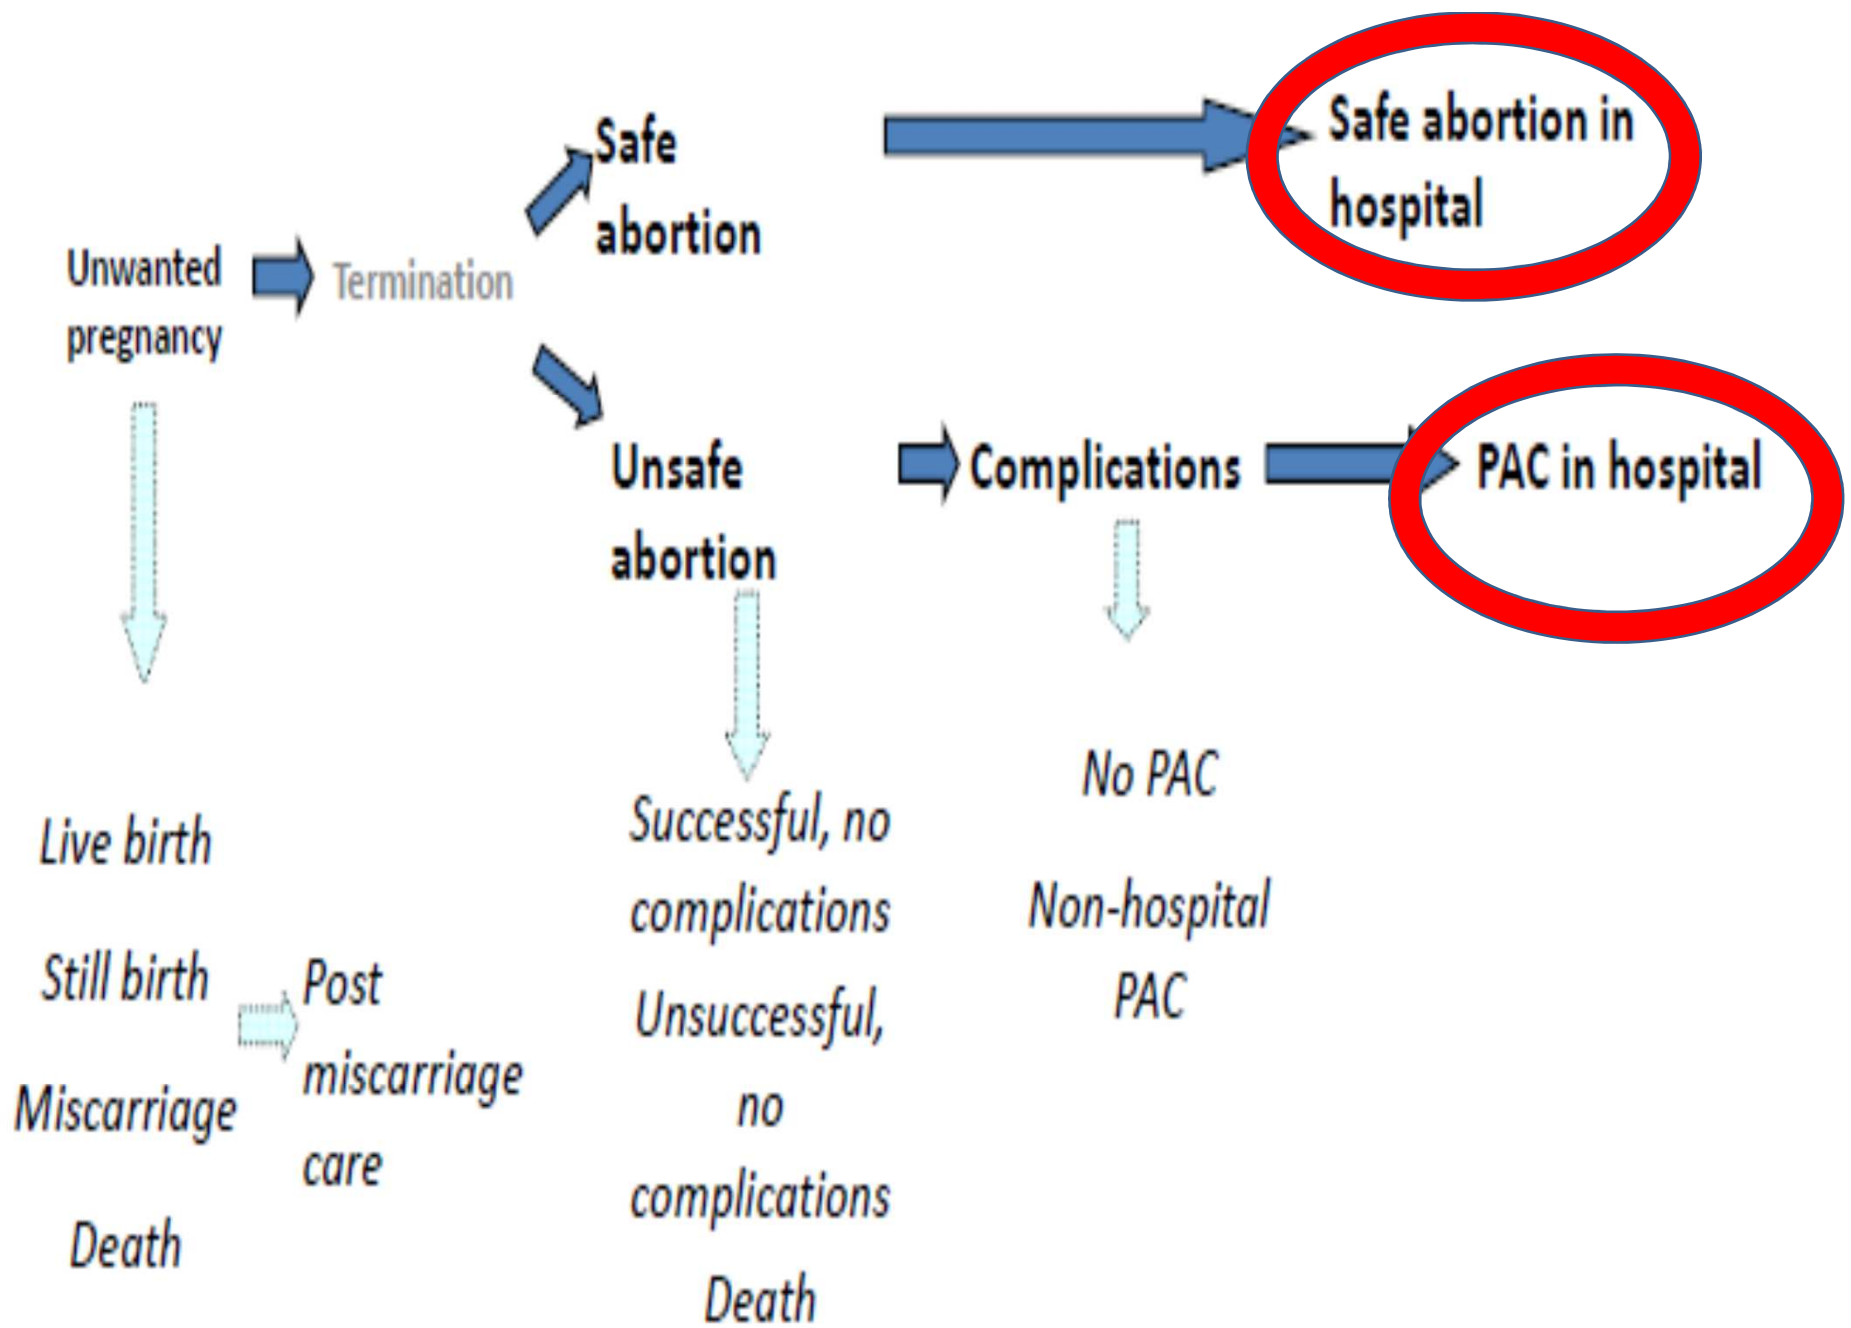 Safe
abortion
Safe abortion in
hospital
Unwanted
pregnancy
Termination
Unsafe
abortion
Complications
PAC in hospital
Live birth
Still birth
Miscarriage
Death
Post
miscarriage
care
Successful, no
complications
Unsuccessful,
no
complications
Death
No PAC
Non-hospital
PAC